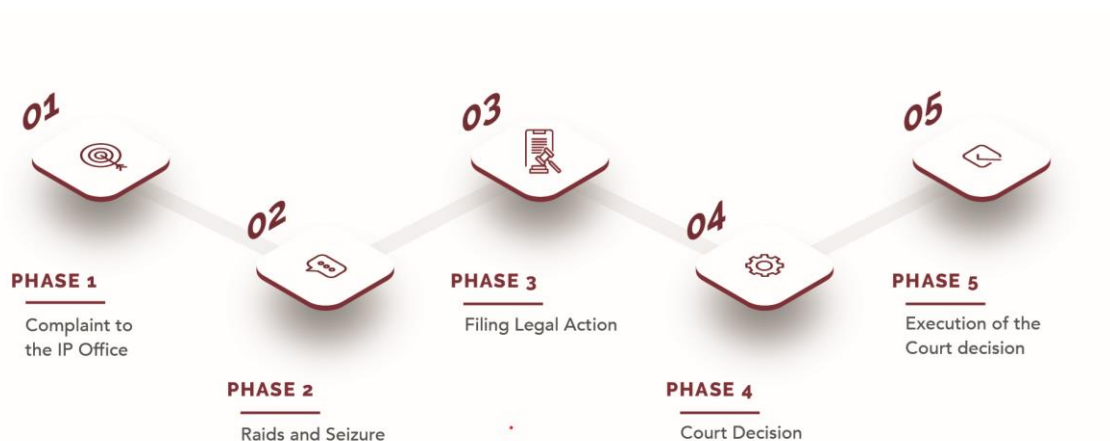 01
PHASE 1
Complaint to
the IP Office
02
PHASE 2
Raids and Seizure
03
PHASE 3
Filing Legal Action
04
PHASE 4
Court Decision
05
PHASE 5
Execution of the
Court decision